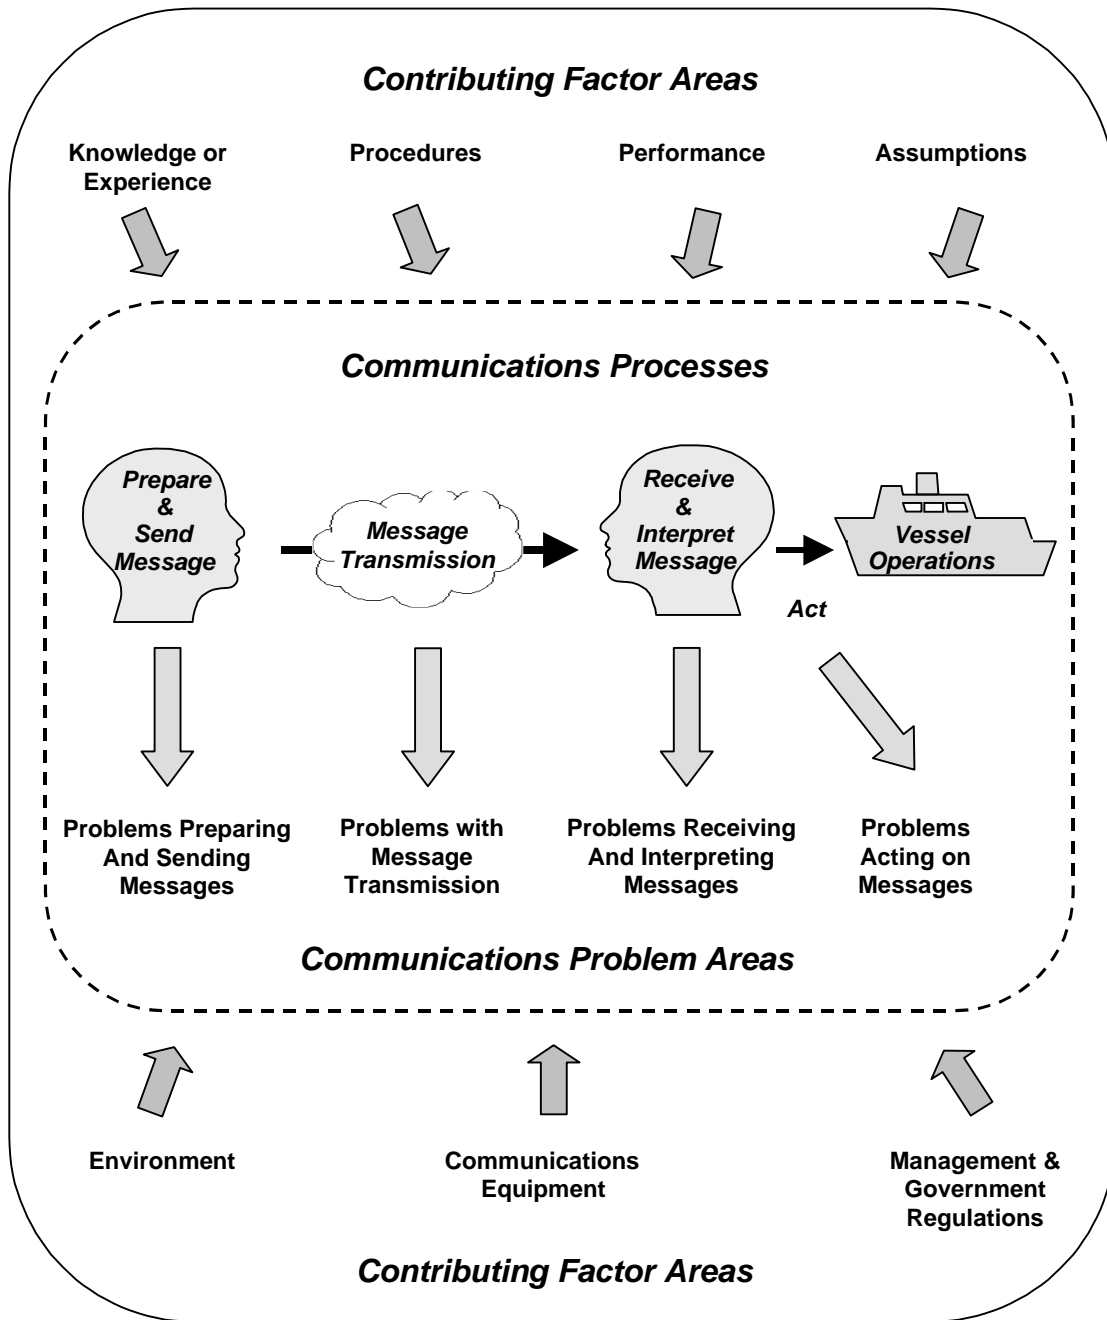 Contributing Factor Areas
Knowledge or
Experience
Procedures
Performance
Assumptions
Communications Processes
Prepare
&
Send
Message
Message
Transmission
Receive
&
Interpret
Message
Vessel
Operations
Act
Problems Preparing
And Sending
Messages
Problems with
Message
Transmission
Problems Receiving
And Interpreting
Messages
Problems
Acting on
Messages
Communications Problem Areas
Environment
Communications
Equipment
Management &
Government
Regulations
Contributing Factor Areas